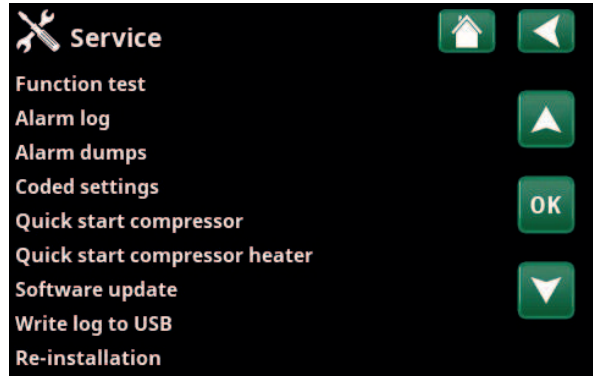 Service
Function test
Alarm log
Alarm dumps
Coded settings
OK
Quick start compressor
Quick start compressor heater
Software update
Write log to USB
Re-installation